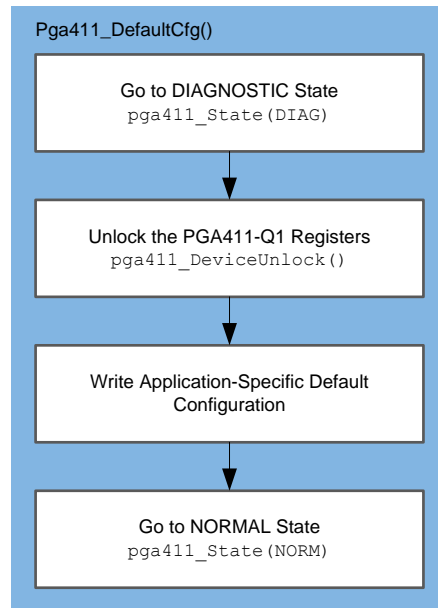 Pga411_DefaultCfg()
Go to DIAGNOSTIC State
pga411_State(DIAG)
Unlock the PGA411-Q1 Registers
pga411_DeviceUnlock()
Write Application-Specific Default
Configuration
Go to NORMAL State
pga411_State(NORM)